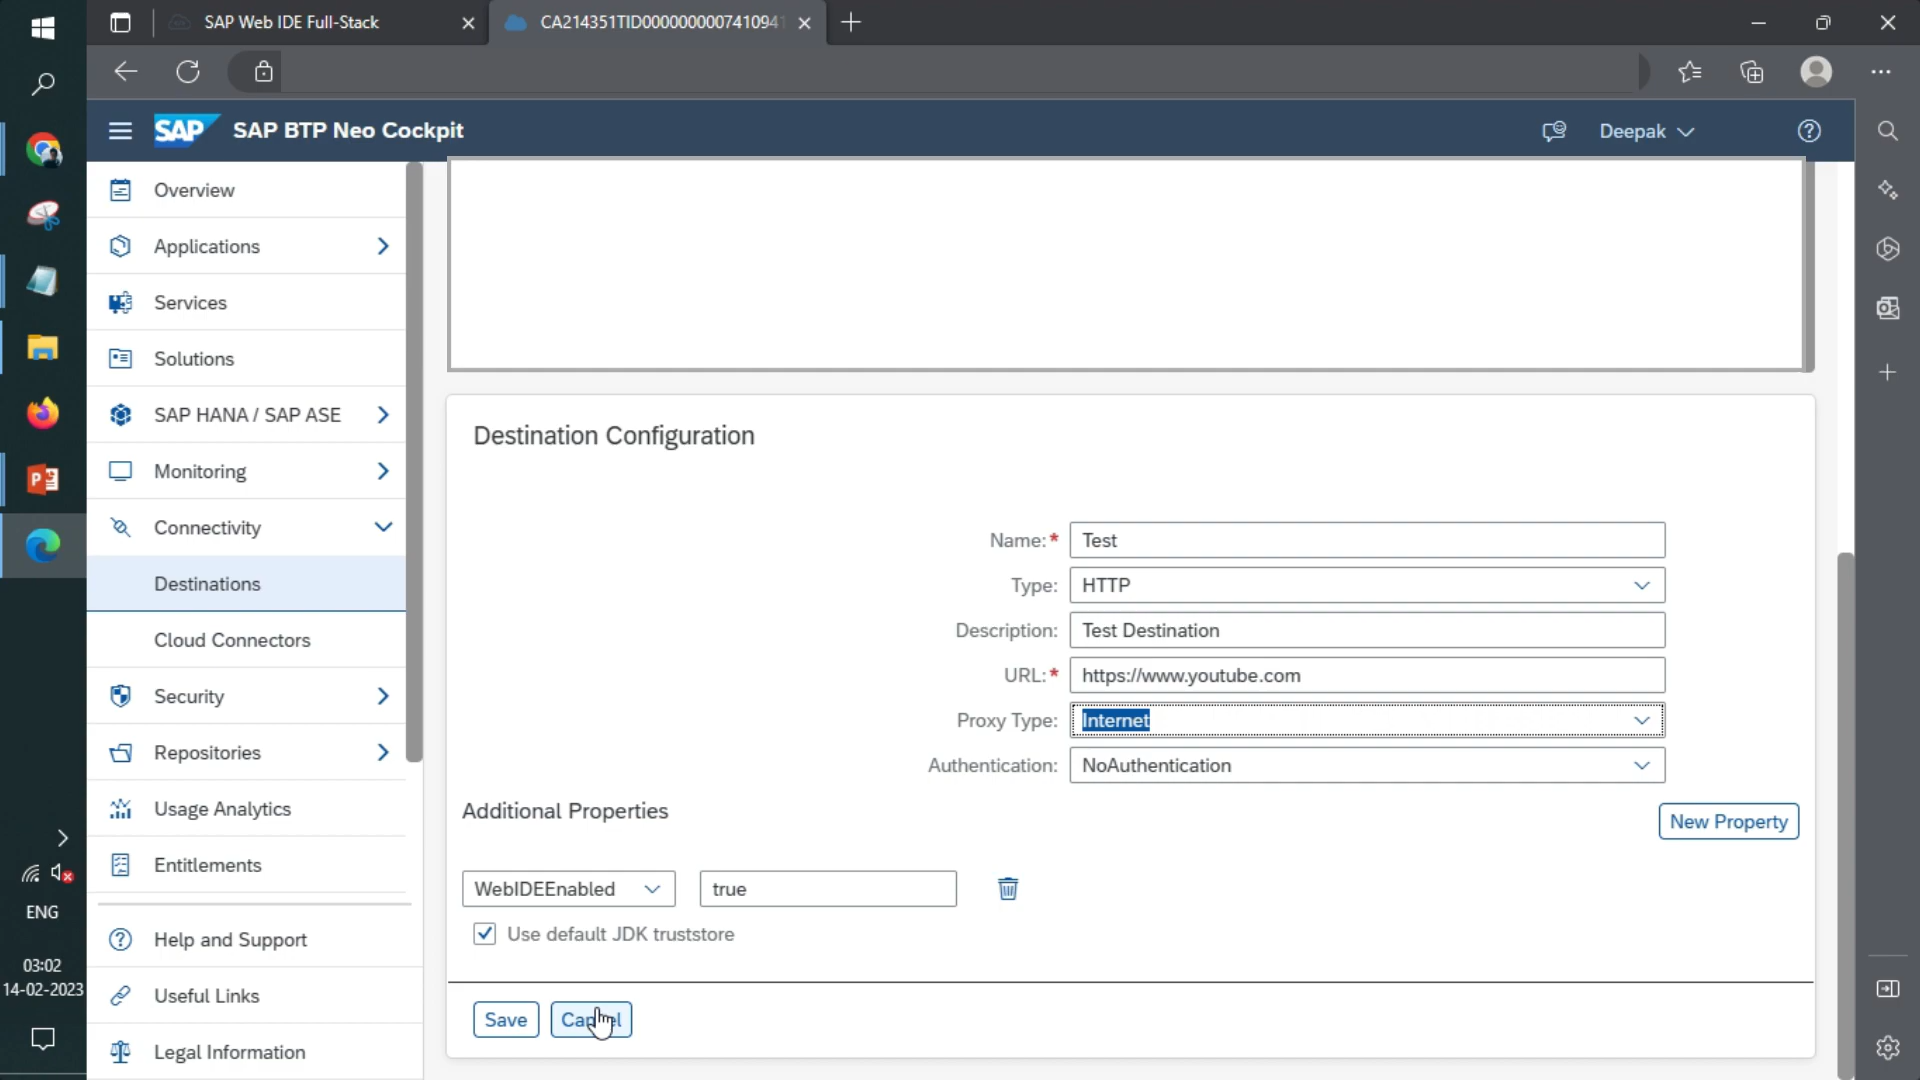 SAP Web IDE Full-Stack
CA214351TID000000000741094
SAP SAP BTP Neo Cockpit
Deepak
Overview
Applications
Services
Solutions
SAP HANA / SAP ASE
Monitoring
Connectivity
Destinations
Cloud Connectors
Security
Repositories
Usage Analytics
Entitlements
Help and Support
Useful Links
Legal Information
Destination Configuration
Name:* Test
Type: HTTP
Description: Test Destination
URL:* https://www.youtube.com
Proxy Type: Internet
Authentication: NoAuthentication
Additional Properties
New Property
WebIDEEnabled true
Use default JDK truststore
Save Cancel
ENG
03:02
14-02-2023